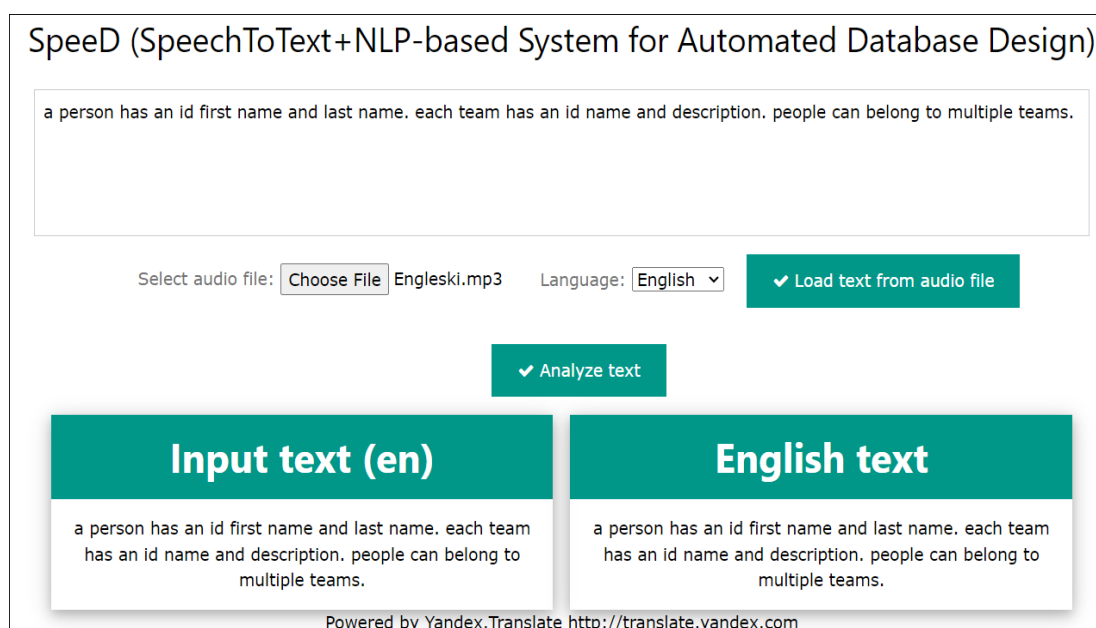 SpeeD (SpeechToText+NLP-based System for Automated Database Design)
a person has an id first name and last name. each team has an id name and description. people can belong to multiple teams.
Select audio file: Choose File Engleski.mp3 Language: English ✔ Load text from audio file
✔ Analyze text
Input text (en)
a person has an id first name and last name. each team
has an id name and description. people can belong to
multiple teams.
English text
a person has an id first name and last name. each team
has an id name and description. people can belong to
multiple teams.
Powered by Yandex.Translate http://translate.yandex.com